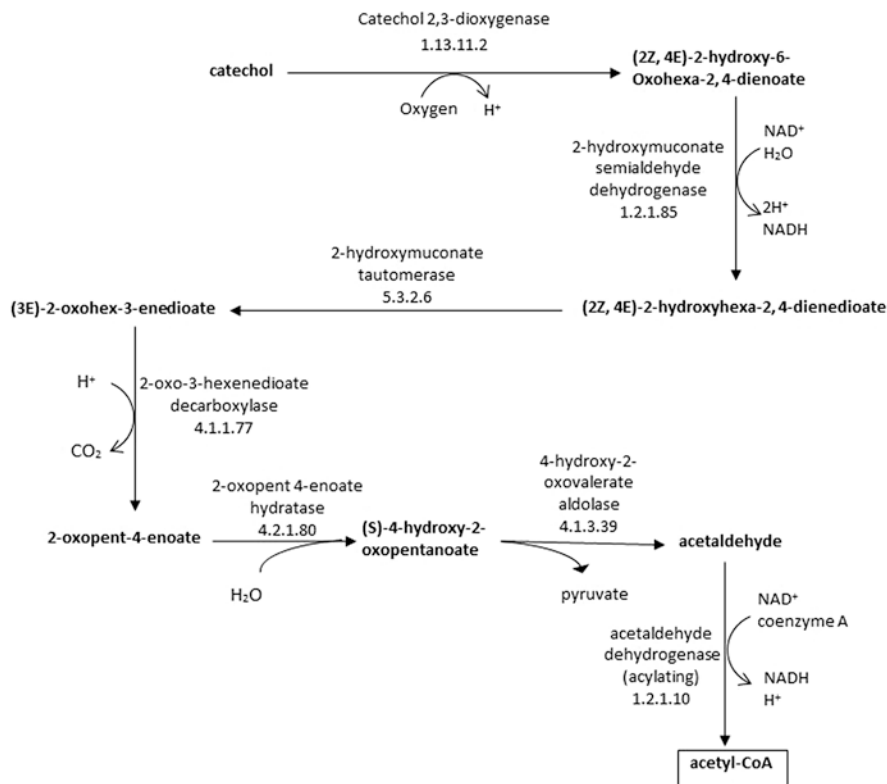 Catechol 2,3-dioxygenase
1.13.11.2
catechol
Oxygen
H⁺
(2Z, 4E)-2-hydroxy-6-
Oxohexa-2,4-dienoate
2-hydroxymuconate
semialdehyde
dehydrogenase
1.2.1.85
NAD⁺
H₂O
2H⁺
NADH
2-hydroxymuconate
tautomerase
5.3.2.6
(3E)-2-oxohex-3-enedioate
(2Z, 4E)-2-hydroxyhexa-2,4-dienedioate
H⁺
CO₂
2-oxo-3-hexenedioate
decarboxylase
4.1.1.77
2-oxopent-4-enoate
2-oxopent 4-enoate
hydratase
4.2.1.80
H₂O
(S)-4-hydroxy-2-
oxopentanoate
4-hydroxy-2-
oxovalerate
aldolase
4.1.3.39
pyruvate
acetaldehyde
acetaldehyde
dehydrogenase
(acylating)
1.2.1.10
NAD⁺
coenzyme A
NADH
H⁺
acetyl-CoA